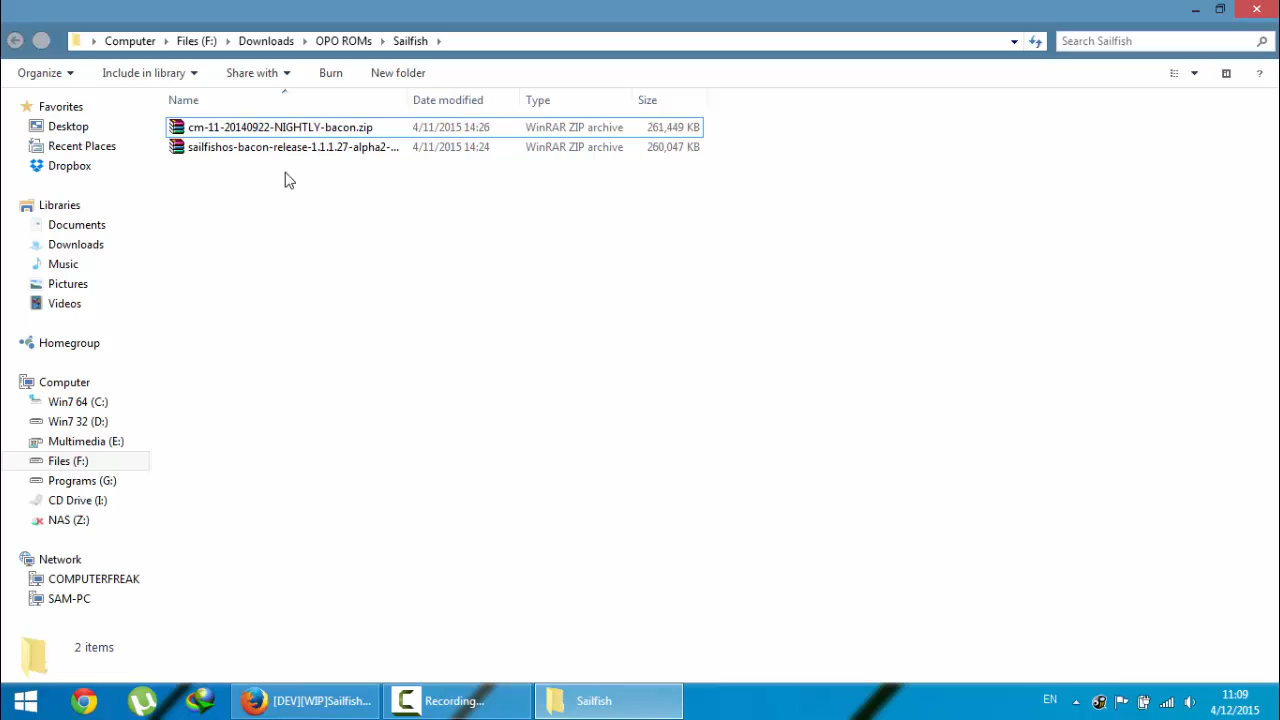 Computer Files (F:) Downloads OPO ROMs Sailfish Search Sailfish
Organize Include in library Share with Burn New folder
Name Date modified Type Size
cm-11-20140922-NIGHTLY-bacon.zip 4/11/2015 14:26 WinRAR ZIP archive 261,449 KB
sailfishos-bacon-release-1.1.1.27-alpha2-... 4/11/2015 14:24 WinRAR ZIP archive 260,047 KB
Favorites
Desktop
Recent Places
Dropbox
Libraries
Documents
Downloads
Music
Pictures
Videos
Homegroup
Computer
Win7 64 (C:)
Win7 32 (D:)
Multimedia (E:)
Files (F:)
Programs (G:)
CD Drive (I:)
NAS (Z:)
Network
COMPUTERFREAK
SAM-PC
2 items
[DEV][WIP]Sailfish... Recording... Sailfish EN 11:09
4/12/2015